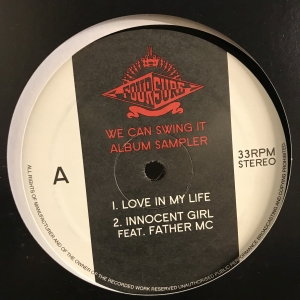 FOURSURE
WE CAN SWING IT
ALBUM SAMPLER
A
33RPM
STEREO
1. LOVE IN MY LIFE
2. INNOCENT GIRL
FEAT. FATHER MC
ALL RIGHTS OF MANUFACTURER AND OF THE OWNER OF THE RECORDED WORK RESERVED UNAUTHORISED PUBLIC PERFORMANCE BROADCASTING AND COPYING PROHIBITED